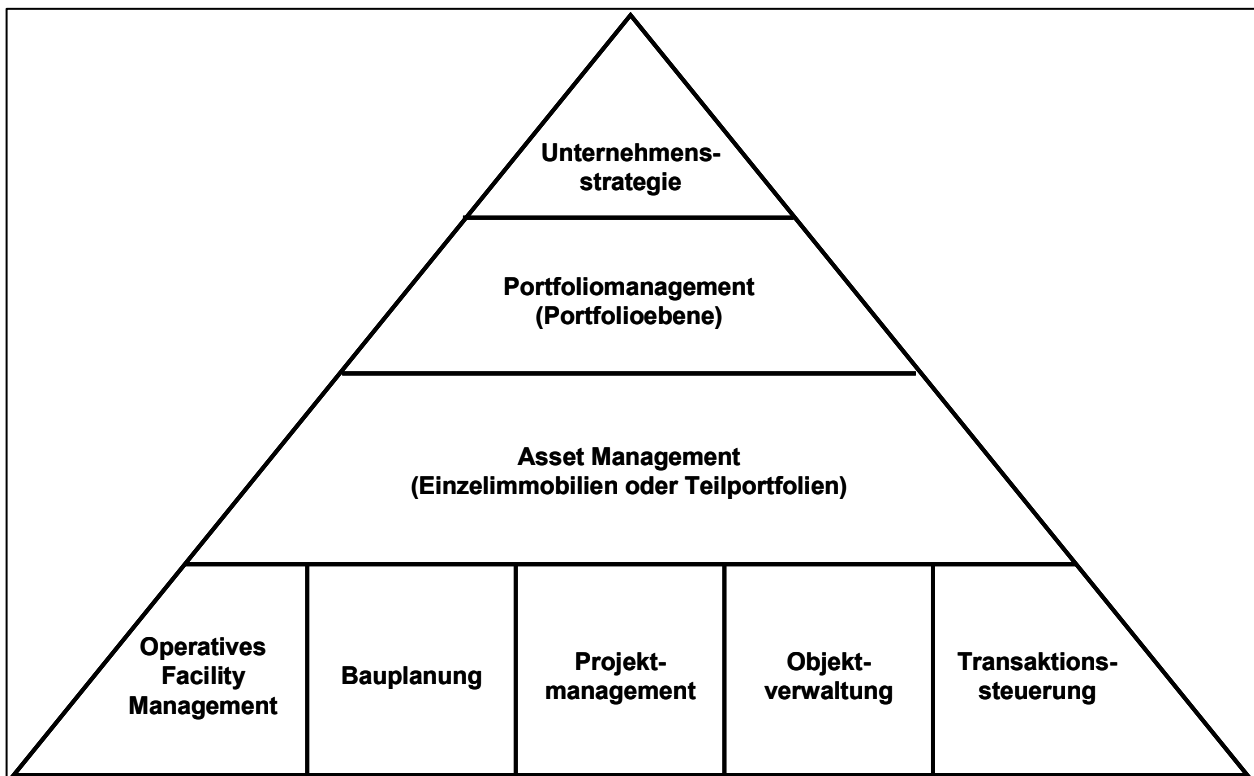 Unternehmens-
strategie
Portfoliomanagement
(Portfolioebene)
Asset Management
(Einzelimmobilien oder Teilportfolien)
Operatives
Facility
Management
Bauplanung
Projekt-
management
Objekt-
verwaltung
Transaktions-
steuerung